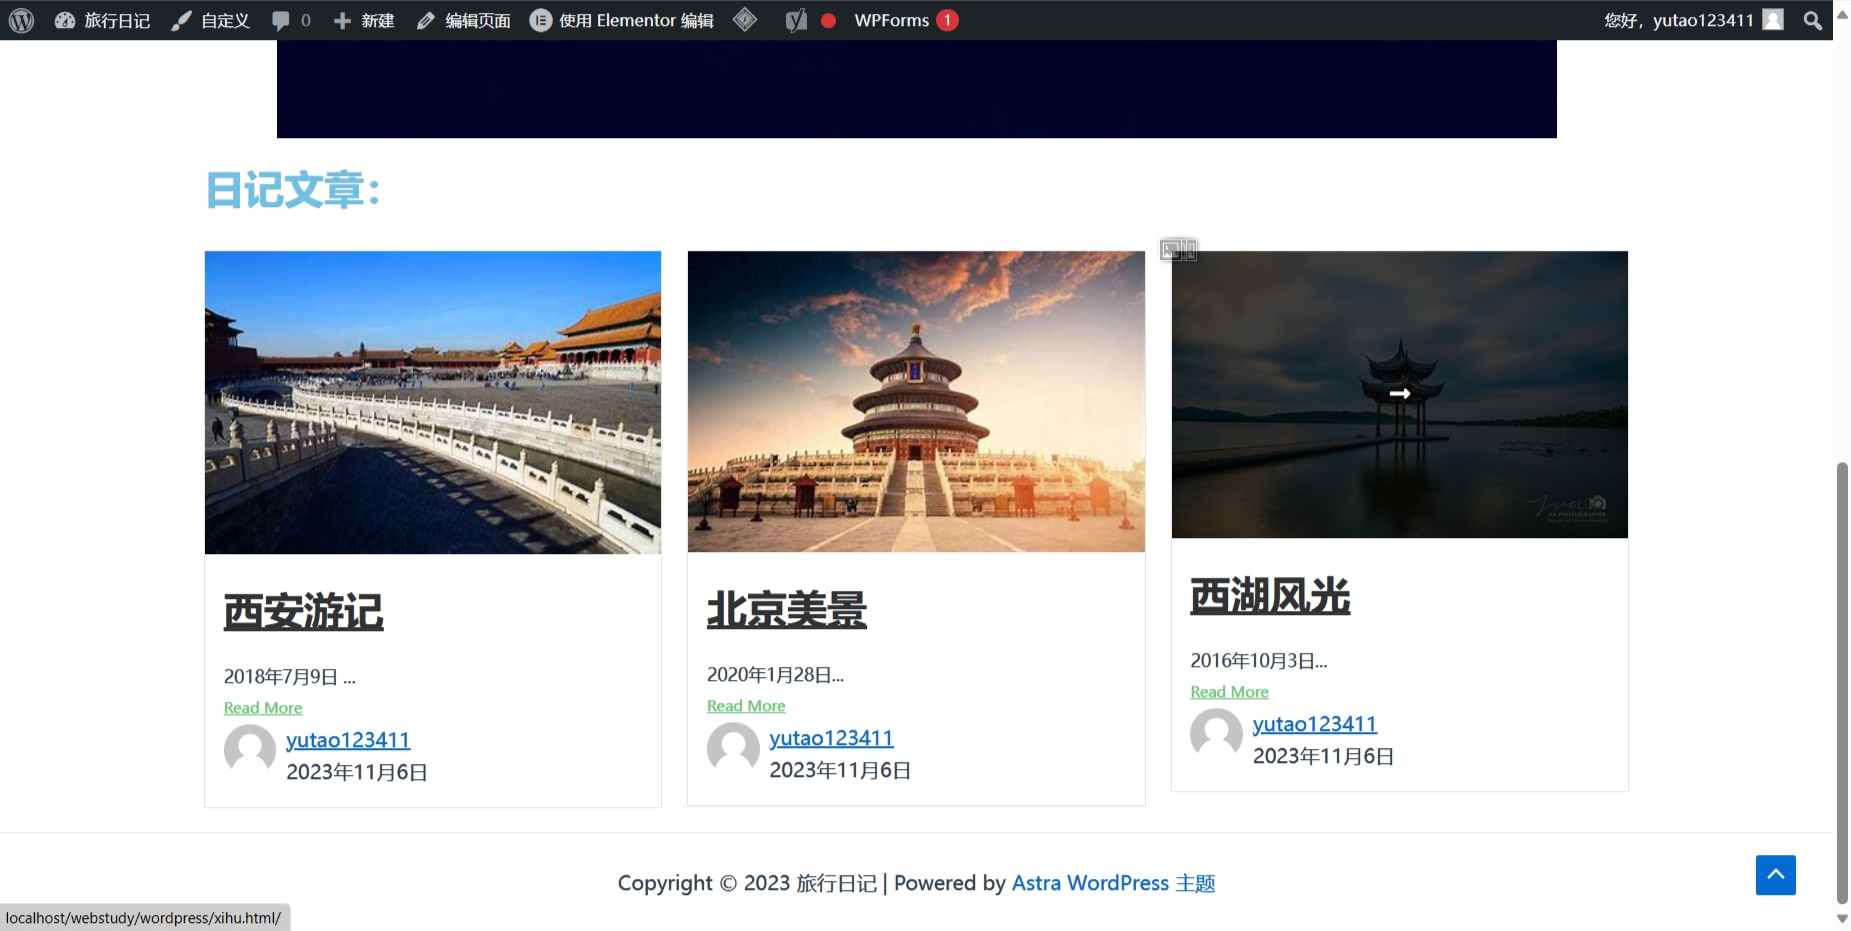 旅行日记 自定义 0 新建 编辑页面 使用 Elementor 编辑 WPForms 1 您好，yutao123411
日记文章：
西安游记
2018年7月9日 ...
Read More
yutao123411
2023年11月6日
北京美景
2020年1月28日...
Read More
yutao123411
2023年11月6日
西湖风光
2016年10月3日...
Read More
yutao123411
2023年11月6日
Copyright © 2023 旅行日记 | Powered by Astra WordPress 主题
localhost/webstudy/wordpress/xihu.html/